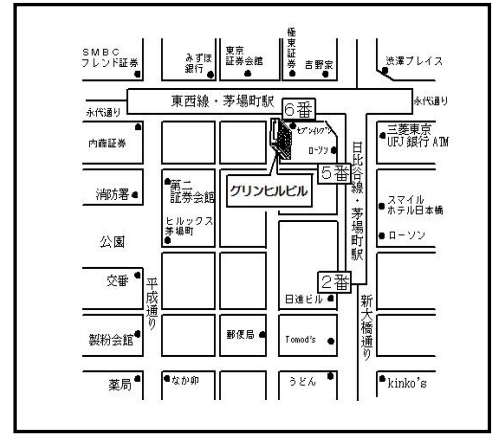 SMBC
フレンド証券
みずほ
銀行
東京
証券会館
極東証券
吉野家
渋澤プレイス
永代通り
東西線・茅場町駅
6番
永代通り
内藤証券
セブンイレブン
ローソン
三菱東京
UFJ銀行ATM
5番
日比谷線・茅場町駅
消防署
第二
証券会館
グリンヒルビル
スマイル
ホテル日本橋
ヒルックス
茅場町
ローソン
公園
2番
交番
平成通り
日進ビル
新大橋通り
製粉会館
郵便局
Tomod's
薬局
なか卯
うどん
kinko's